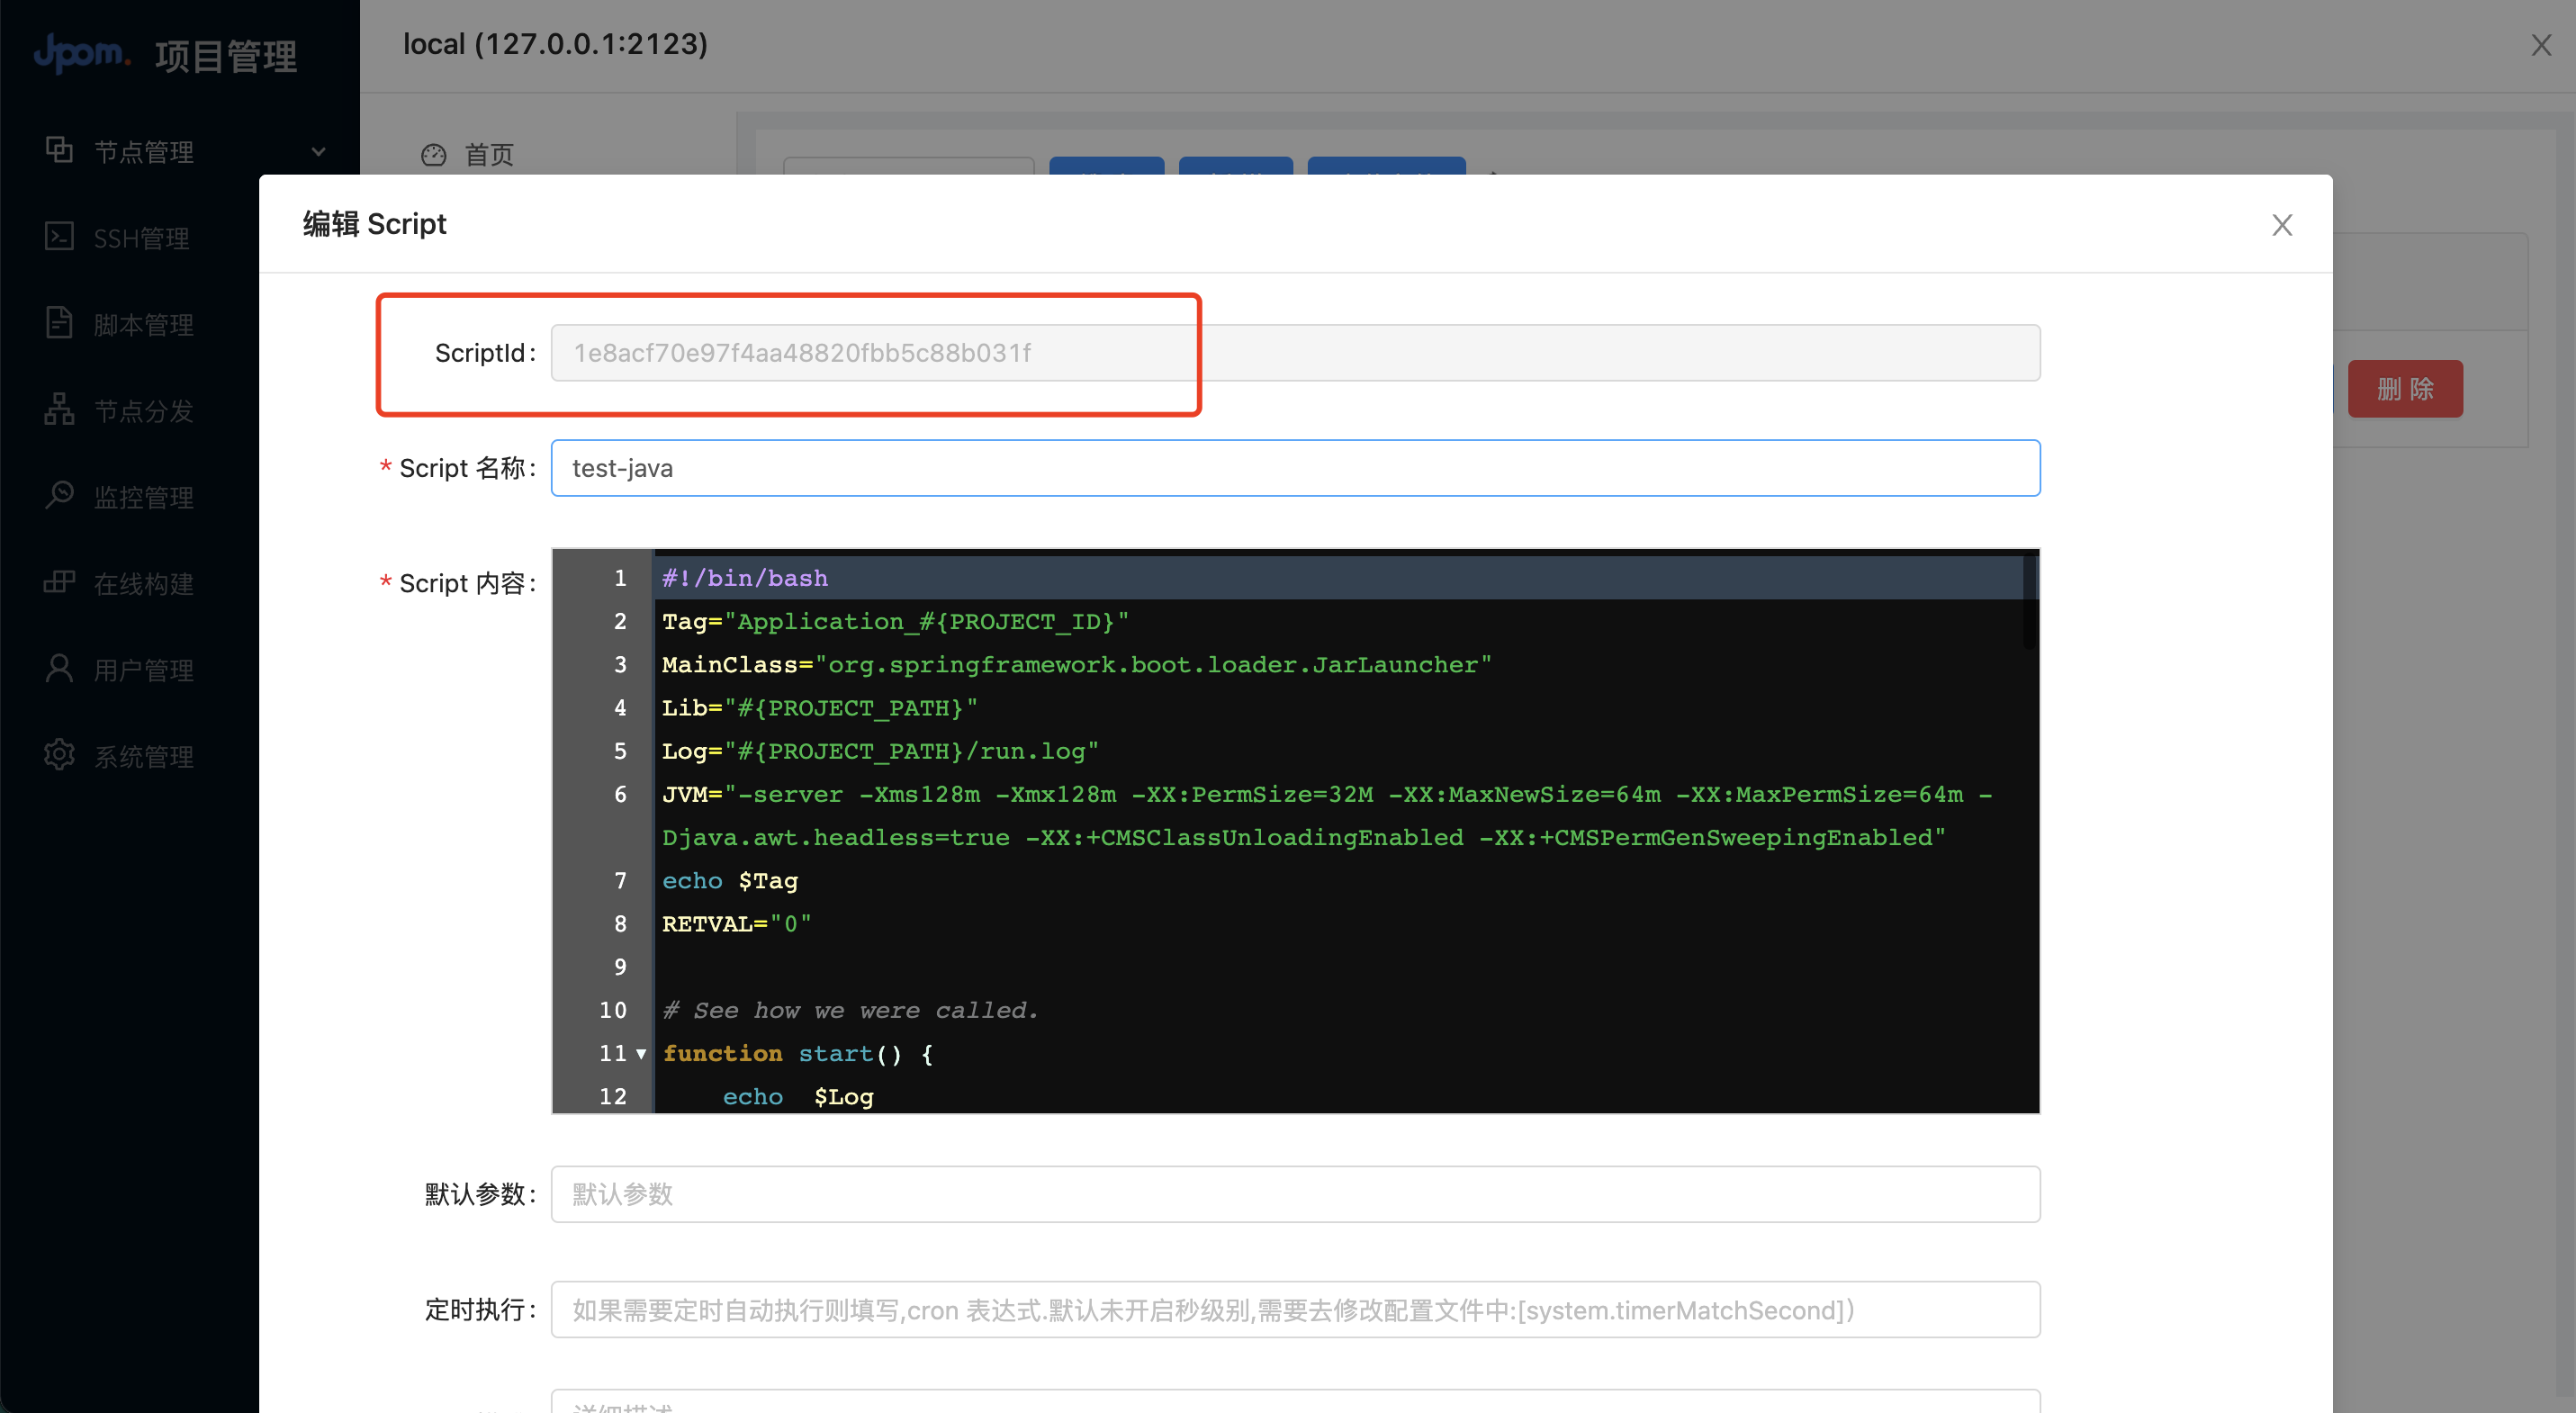 Jpom. 项目管理
local (127.0.0.1:2123)
节点管理
首页
SSH管理
脚本管理
节点分发
监控管理
在线构建
用户管理
系统管理
编辑 Script
ScriptId:
1e8acf70e97f4aa48820fbb5c88b031f
删 除
* Script 名称:
test-java
* Script 内容:
1 #!/bin/bash
2 Tag="Application_#{PROJECT_ID}"
3 MainClass="org.springframework.boot.loader.JarLauncher"
4 Lib="#{PROJECT_PATH}"
5 Log="#{PROJECT_PATH}/run.log"
6 JVM="-server -Xms128m -Xmx128m -XX:PermSize=32M -XX:MaxNewSize=64m -XX:MaxPermSize=64m -
Djava.awt.headless=true -XX:+CMSClassUnloadingEnabled -XX:+CMSPermGenSweepingEnabled"
7 echo $Tag
8 RETVAL="0"
9
10 # See how we were called.
11 function start() {
12 echo  $Log
默认参数:
默认参数
定时执行:
如果需要定时自动执行则填写,cron 表达式.默认未开启秒级别,需要去修改配置文件中:[system.timerMatchSecond])